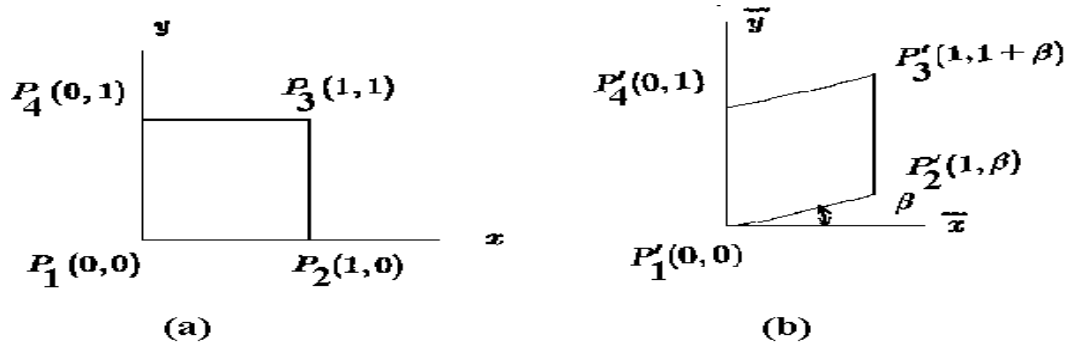 y
P₄(0,1)
P₃(1,1)
x
P₁(0,0)
P₂(1,0)
(a)
y̅
P′₃(1,1+β)
P′₄(0,1)
P′₂(1,β)
β
x̅
P′₁(0,0)
(b)